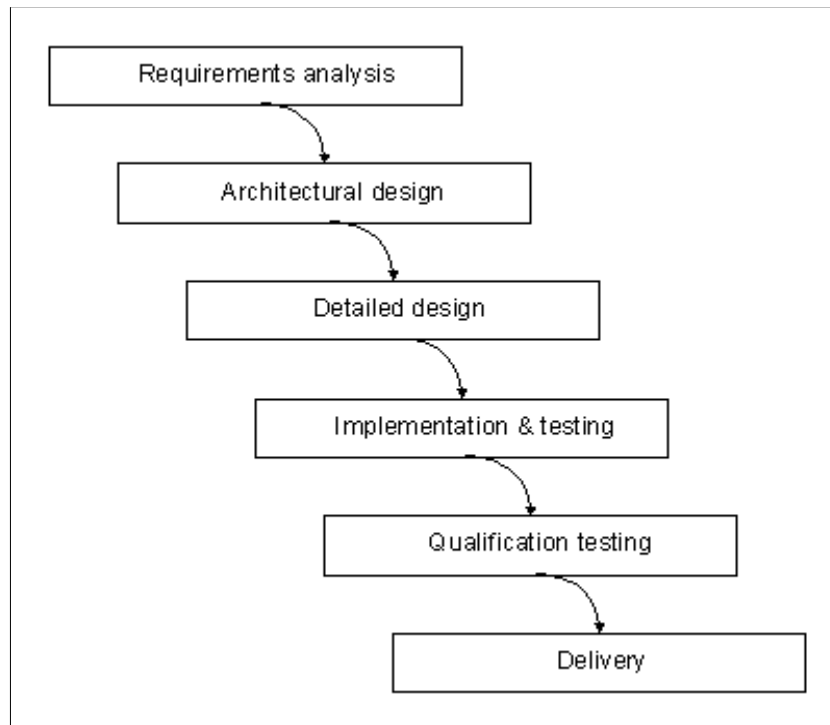 Requirements analysis
Architectural design
Detailed design
Implementation & testing
Qualification testing
Delivery